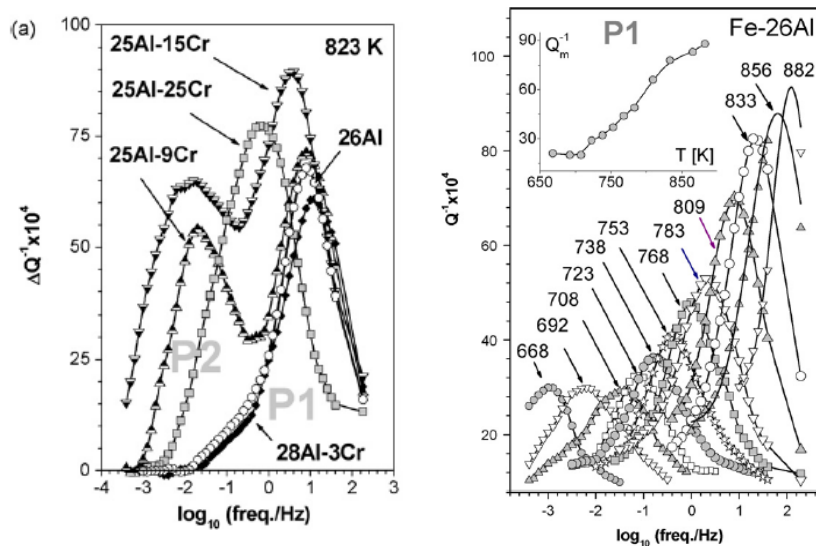 (a)
823 K
25Al-15Cr
25Al-25Cr
26Al
25Al-9Cr
P2
P1
28Al-3Cr
100
75
50
25
0
ΔQ⁻¹x10⁴
-4 -3 -2 -1 0 1 2 3
log₁₀ (freq./Hz)
P1
Fe-26Al
Qₘ⁻¹
90
60
30
T [K]
650 750 850
856 882
833
809
753 783
738 768
723
708
692
668
100
80
60
40
20
Q⁻¹x10⁴
-3 -2 -1 0 1 2
log₁₀ (freq./Hz)